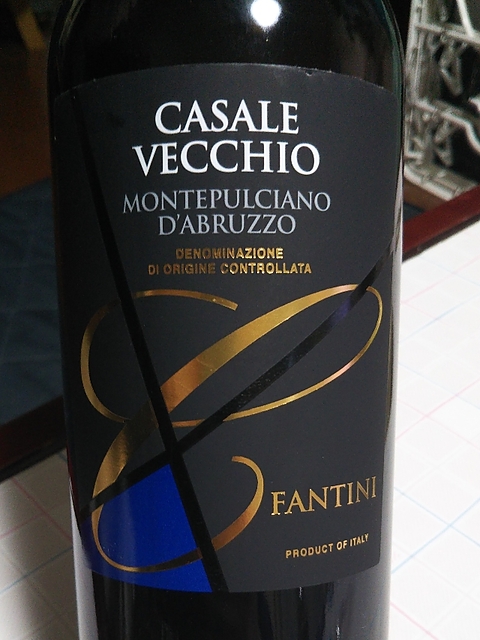 CASALE
VECCHIO
MONTEPULCIANO
D'ABRUZZO
DENOMINAZIONE
DI ORIGINE CONTROLLATA
FANTINI
PRODUCT OF ITALY